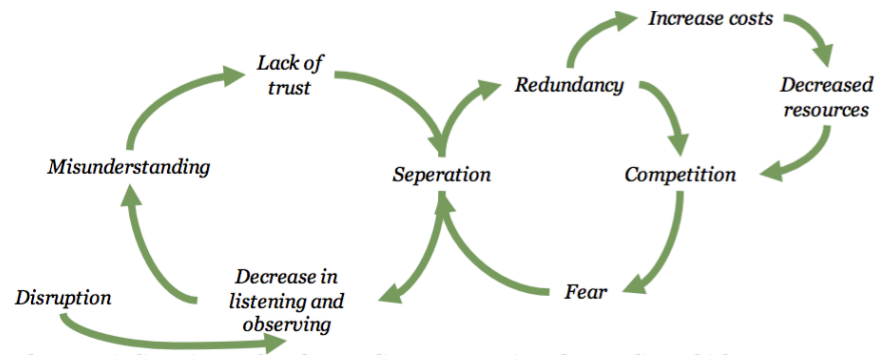 Increase costs
Lack of
trust
Redundancy
Decreased
resources
Misunderstanding
Seperation
Competition
Decrease in
listening and
observing
Disruption
Fear